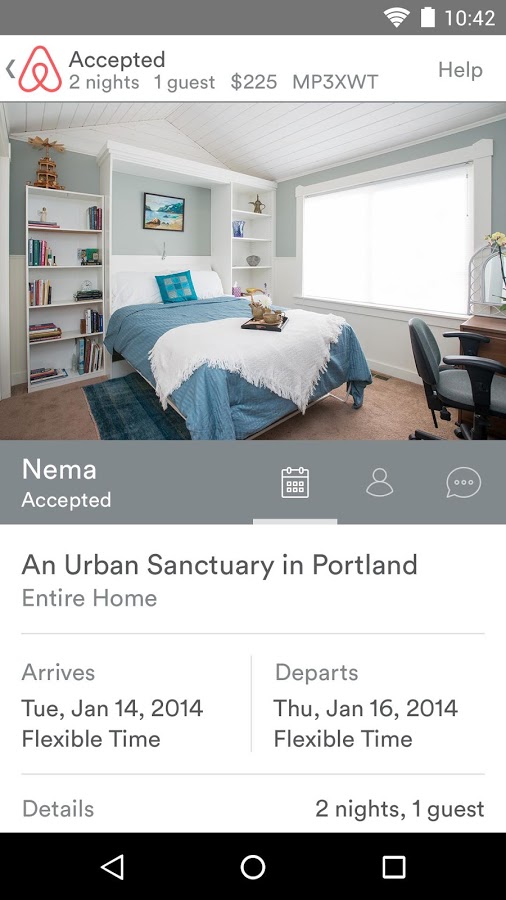 10:42
Accepted
2 nights 1 guest $225 MP3XWT
Help
Nema
Accepted
An Urban Sanctuary in Portland
Entire Home
Arrives
Tue, Jan 14, 2014
Flexible Time
Departs
Thu, Jan 16, 2014
Flexible Time
Details
2 nights, 1 guest